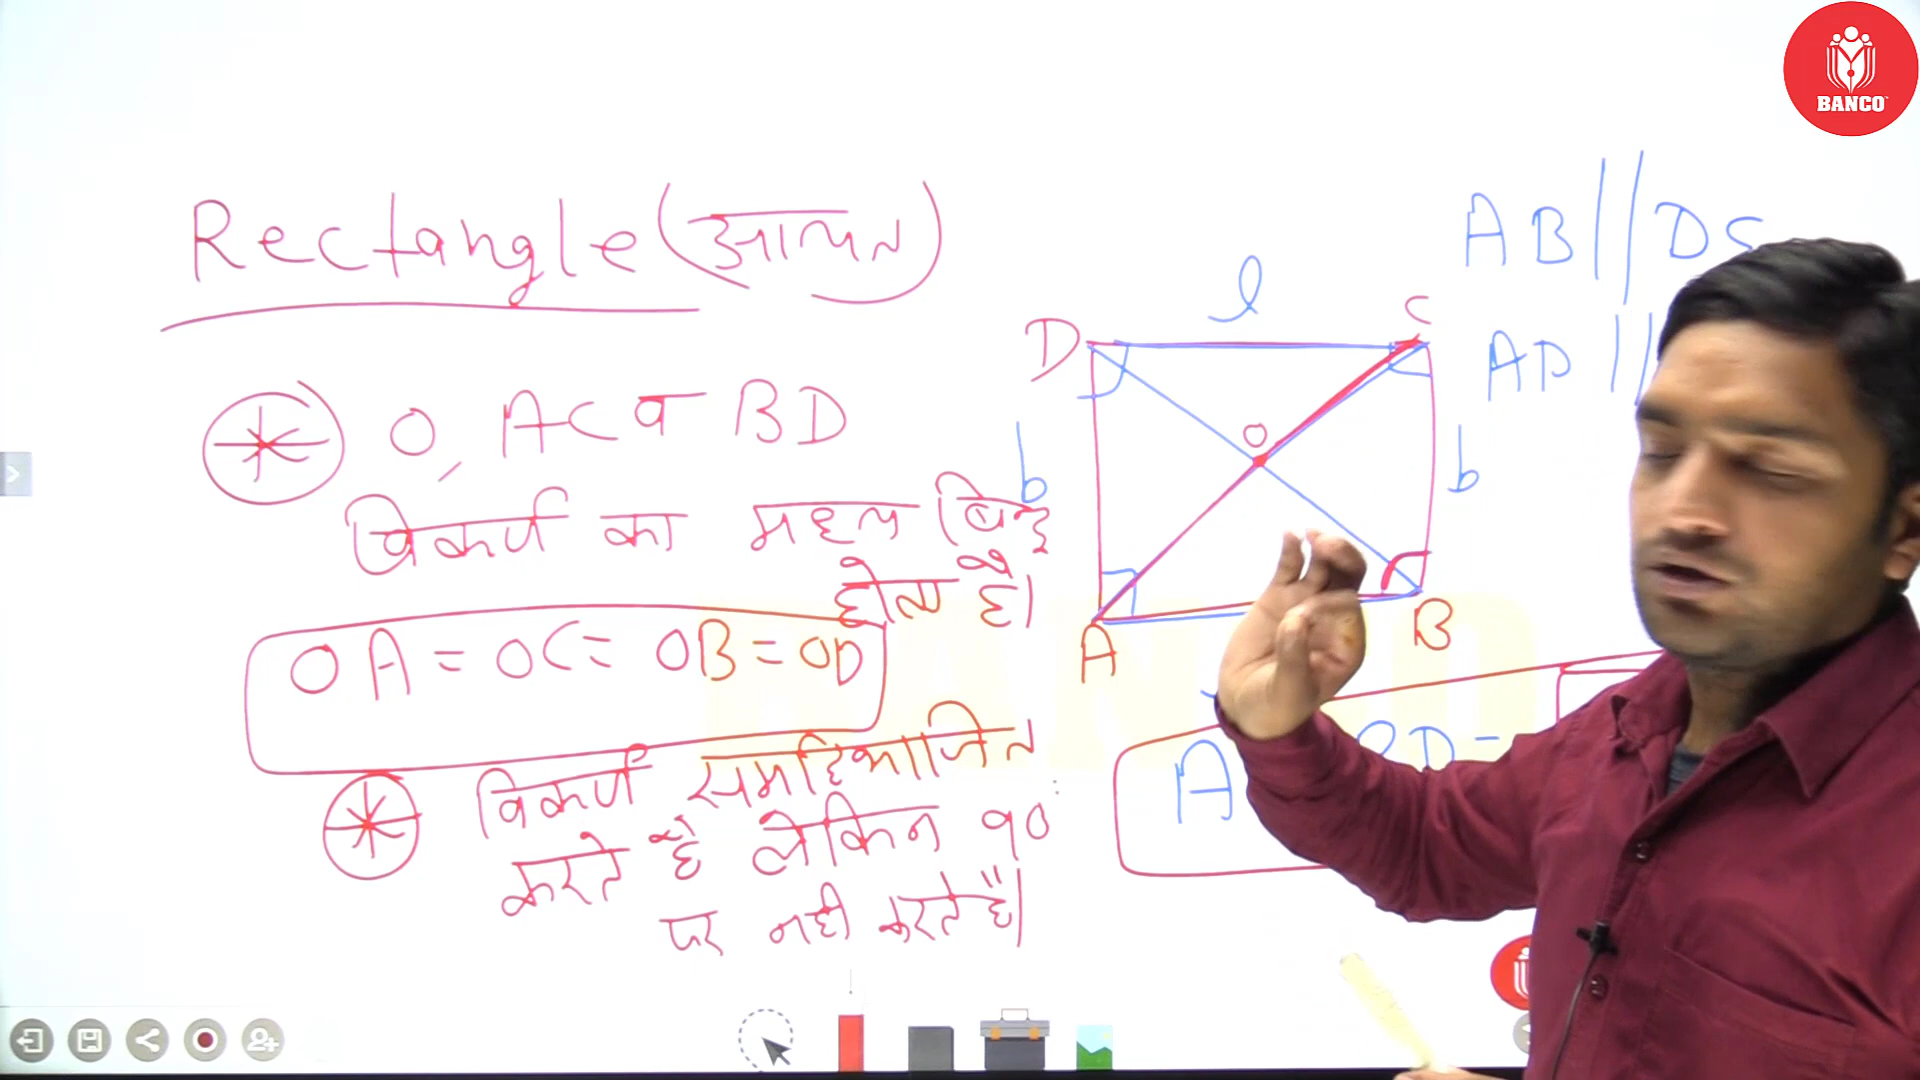 BANCO
Rectangle (आयत)
O, AC व BD
विकर्ण का मध्य बिन्दु
होता है।
OA = OC = OB = OD
विकर्ण समद्विभाजित
करते है लेकिन 90°
पर नही करते हैं।
AB // DC
AD //
l
D
C
O
b
b
A
B